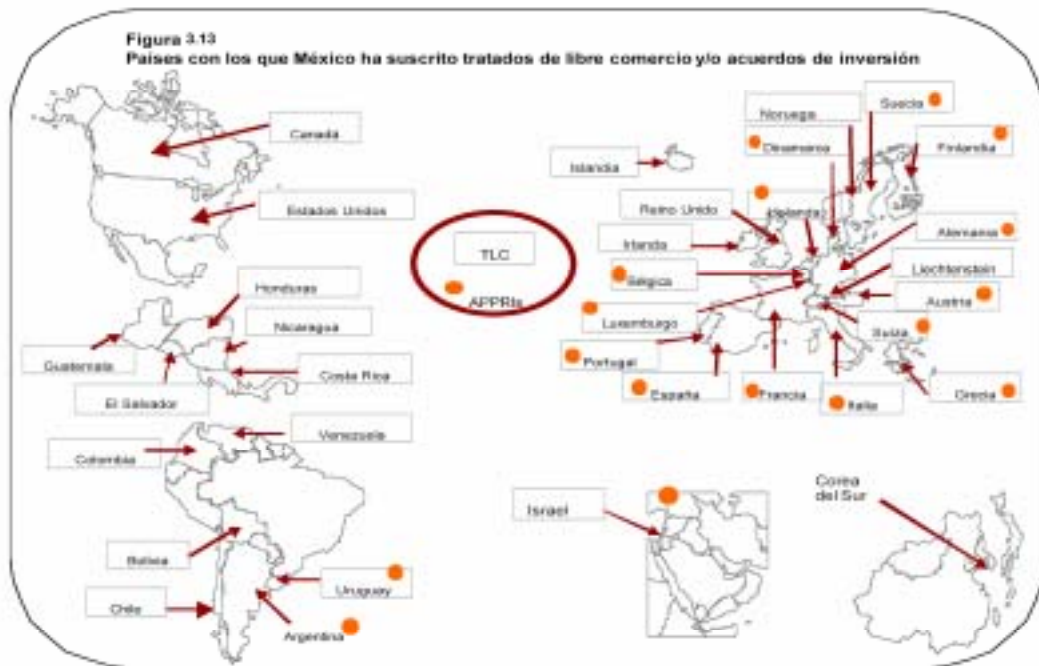 Figura 3.13
Países con los que México ha suscrito tratados de libre comercio y/o acuerdos de inversión
Canadá
Estados Unidos
Honduras
Nicaragua
Guatemala
Costa Rica
El Salvador
Venezuela
Colombia
Bolivia
Uruguay
Chile
Argentina
TLC
APPRIs
Suecia
Noruega
Dinamarca
Finlandia
Islandia
Holanda
Reino Unido
Irlanda
Alemania
Liechtenstein
Bélgica
Austria
Luxemburgo
Suiza
Portugal
España
Francia
Italia
Grecia
Israel
Corea
del Sur